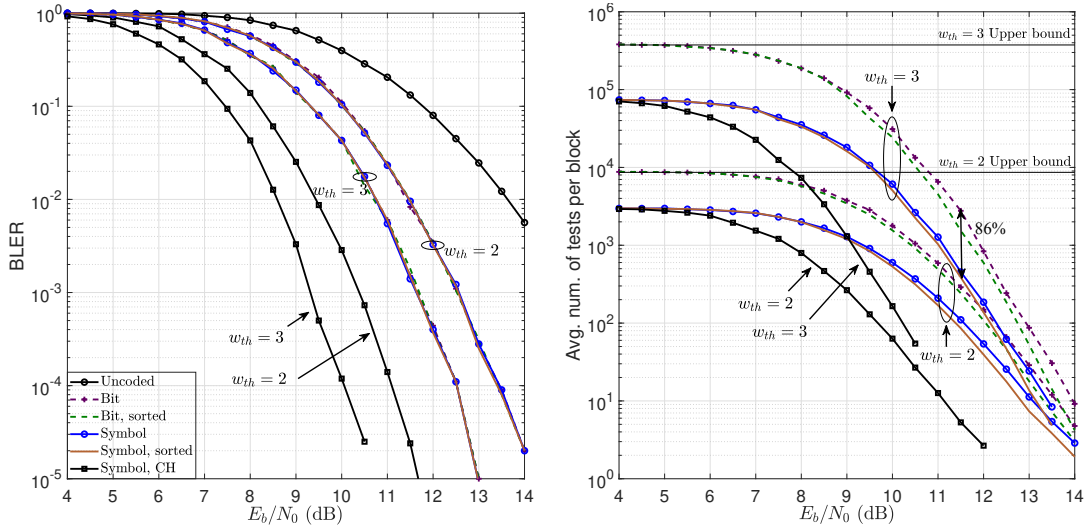 10^0
10^-1
10^-2
10^-3
10^-4
10^-5
BLER
w_th = 3
w_th = 2
w_th = 3
w_th = 2
Uncoded
Bit
Bit, sorted
Symbol
Symbol, sorted
Symbol, CH
4 5 6 7 8 9 10 11 12 13 14
E_b/N_0 (dB)
10^6
10^5
10^4
10^3
10^2
10^1
10^0
Avg. num. of tests per block
w_th = 3 Upper bound
w_th = 3
w_th = 2 Upper bound
86%
w_th = 2
w_th = 3
w_th = 2
4 5 6 7 8 9 10 11 12 13 14
E_b/N_0 (dB)